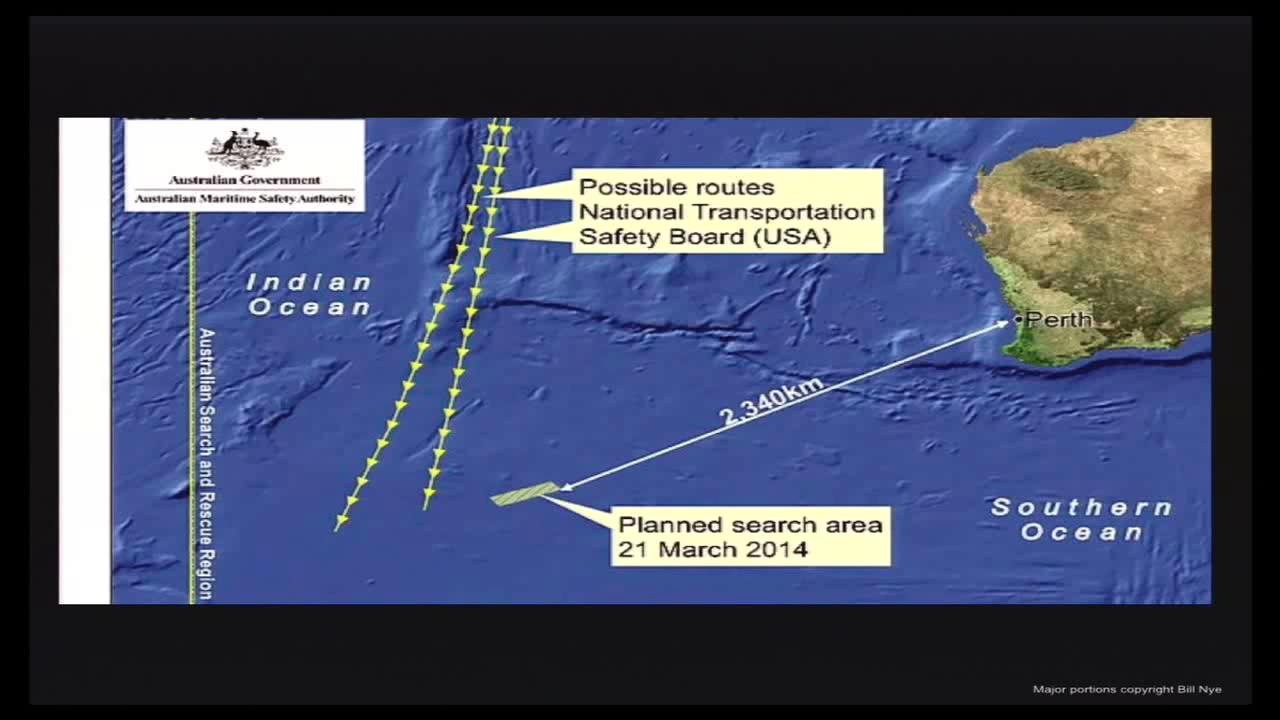 Australian Government
Australian Maritime Safety Authority
Possible routes
National Transportation
Safety Board (USA)
Indian
Ocean
Australian Search and Rescue Region
Perth
2,340km
Planned search area
21 March 2014
Southern
Ocean
Major portions copyright Bill Nye